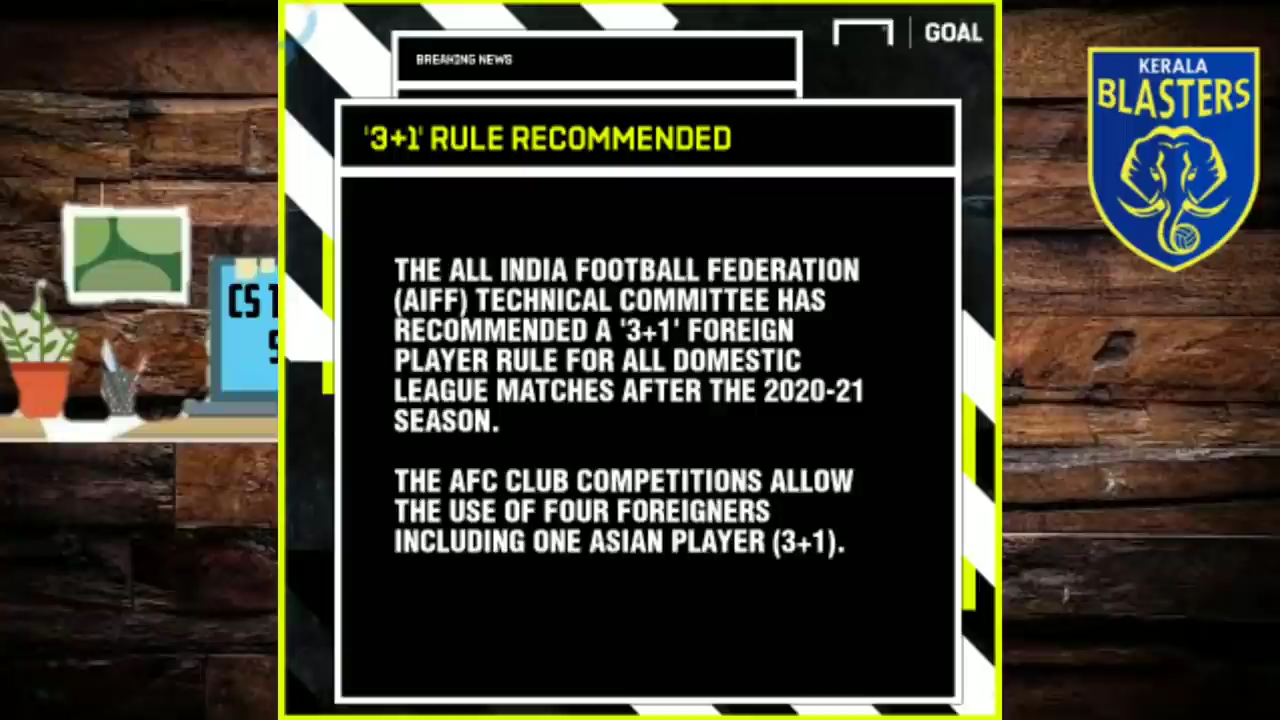 GOAL
BREAKING NEWS
'3+1' RULE RECOMMENDED
THE ALL INDIA FOOTBALL FEDERATION
(AIFF) TECHNICAL COMMITTEE HAS
RECOMMENDED A '3+1' FOREIGN
PLAYER RULE FOR ALL DOMESTIC
LEAGUE MATCHES AFTER THE 2020-21
SEASON.
THE AFC CLUB COMPETITIONS ALLOW
THE USE OF FOUR FOREIGNERS
INCLUDING ONE ASIAN PLAYER (3+1).
KERALA
BLASTERS
CS